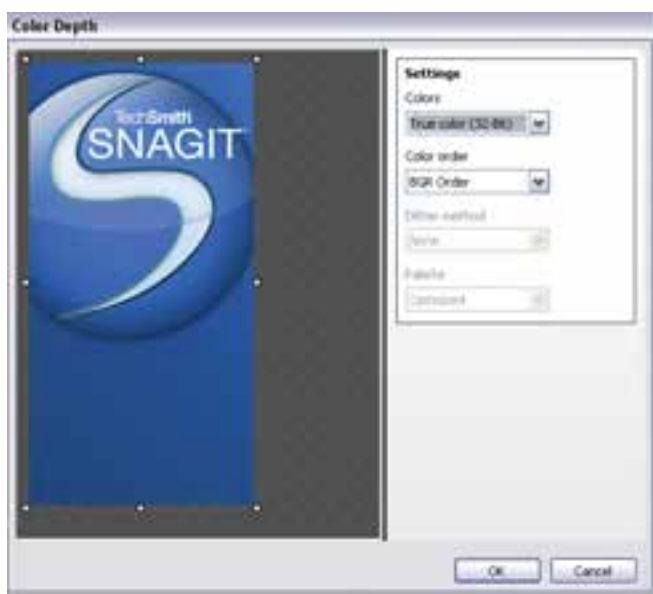 Color Depth
TechSmith
SNAGIT
Settings
Colors
True color (32-Bit)
Color order
BGR Order
Dither method
None
Palette
Optimized
OK
Cancel